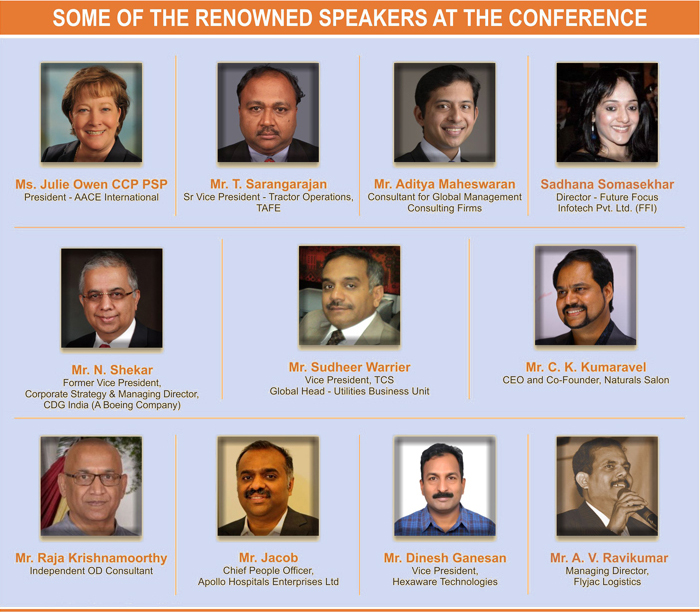 SOME OF THE RENOWNED SPEAKERS AT THE CONFERENCE
Ms. Julie Owen CCP PSP
President - AACE International
Mr. T. Sarangarajan
Sr Vice President - Tractor Operations,
TAFE
Mr. Aditya Maheswaran
Consultant for Global Management
Consulting Firms
Sadhana Somasekhar
Director - Future Focus
Infotech Pvt. Ltd. (FFI)
Mr. N. Shekar
Former Vice President,
Corporate Strategy & Managing Director,
CDG India (A Boeing Company)
Mr. Sudheer Warrier
Vice President, TCS
Global Head - Utilities Business Unit
Mr. C. K. Kumaravel
CEO and Co-Founder, Naturals Salon
Mr. Raja Krishnamoorthy
Independent OD Consultant
Mr. Jacob
Chief People Officer,
Apollo Hospitals Enterprises Ltd
Mr. Dinesh Ganesan
Vice President,
Hexaware Technologies
Mr. A. V. Ravikumar
Managing Director,
Flyjac Logistics